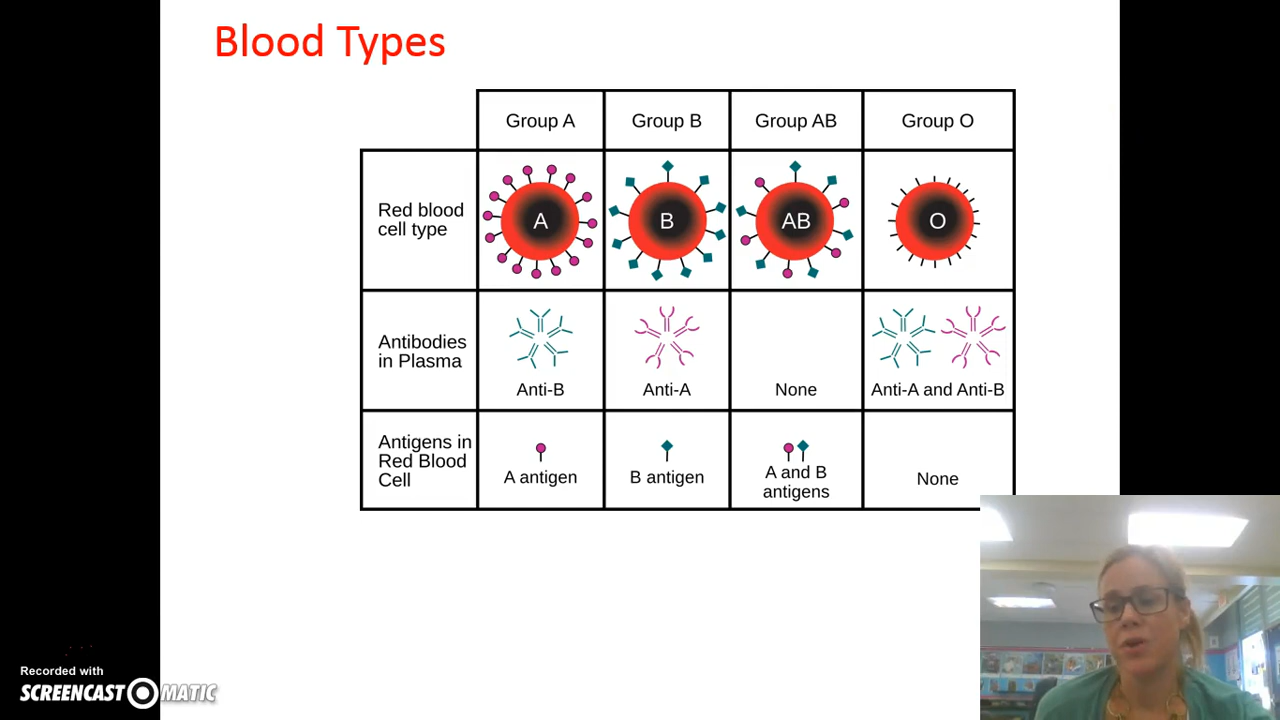 Blood Types
Group A
Group B
Group AB
Group O
Red blood
cell type
A
B
AB
O
Antibodies
in Plasma
Anti-B
Anti-A
None
Anti-A and Anti-B
Antigens in
Red Blood
Cell
A antigen
B antigen
A and B
antigens
None
Recorded with
SCREENCAST MATIC